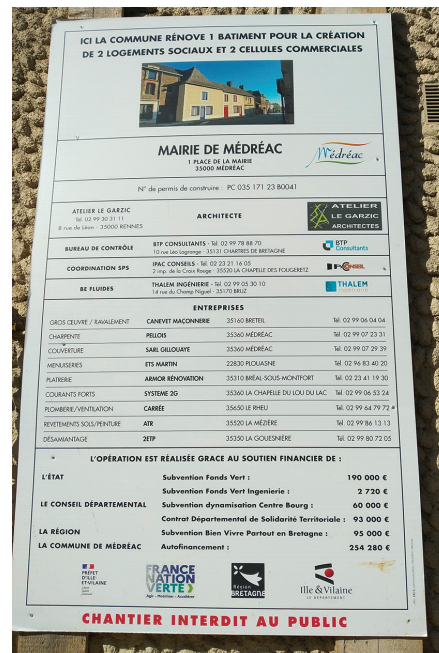 ICI LA COMMUNE RÉNOVE 1 BATIMENT POUR LA CRÉATION
DE 2 LOGEMENTS SOCIAUX ET 2 CELLULES COMMERCIALES
MAIRIE DE MÉDRÉAC
1 PLACE DE LA MAIRIE
35000 MÉDRÉAC
Médréac
N° de permis de construire : PC 035 171 23 B0041
ATELIER LE GARZIC
Tél. 02 99 30 31 11
8 rue de Léon - 35000 RENNES
ARCHITECTE
ATELIER
LE GARZIC
ARCHITECTES
BUREAU DE CONTRÔLE
BTP CONSULTANTS - Tél. 02 99 78 88 70
10 rue Léo Lagrange - 35131 CHARTRES DE BRETAGNE
BTP
Consultants
COORDINATION SPS
IPAC CONSEILS - Tél. 02 23 21 16 05
2 imp. de la Croix Rouge - 35520 LA CHAPELLE DES FOUGERETZ
BE FLUIDES
THALEM INGÉNIERIE - Tél. 02 99 05 30 10
14 rue du Champ Niguel - 35170 BRUZ
THALEM
ENTREPRISES
GROS ŒUVRE / RAVALEMENT CANEVET MAÇONNERIE 35160 BRETEIL Tél. 02 99 06 04 04
CHARPENTE PELLOIS 35360 MÉDRÉAC Tél. 02 99 07 23 31
COUVERTURE SARL GILLOUAYE 35360 MÉDRÉAC Tél. 02 99 07 29 39
MENUISERIES ETS MARTIN 22830 PLOUASNE Tél. 02 96 83 40 20
PLATRERIE ARMOR RÉNOVATION 35310 BRÉAL-SOUS-MONTFORT Tél. 02 23 41 19 30
COURANTS FORTS SYSTEME 2G 35360 LA CHAPELLE DU LOU DU LAC Tél. 02 99 06 53 24
PLOMBERIE/VENTILATION CARRÉE 35650 LE RHEU Tél. 02 99 64 79 72
REVETEMENTS SOLS/PEINTURE ATR 35520 LA MÉZIÈRE Tél. 02 99 86 13 13
DÉSAMIANTAGE 2ETP 35350 LA GOUESNIÈRE Tél. 02 99 80 72 05
L'OPÉRATION EST RÉALISÉE GRACE AU SOUTIEN FINANCIER DE :
L'ÉTAT Subvention Fonds Vert : 190 000 €
Subvention Fonds Vert Ingenierie : 2 720 €
LE CONSEIL DÉPARTEMENTAL Subvention dynamisation Centre Bourg : 60 000 €
Contrat Départemental de Solidarité Territoriale : 93 000 €
LA RÉGION Subvention Bien Vivre Partout en Bretagne : 95 000 €
LA COMMUNE DE MÉDRÉAC Autofinancement : 254 280 €
PRÉFET
D'ILLE-
ET-VILAINE
FRANCE
NATION
VERTE
Agir • Mobiliser • Accélérer
Région
BRETAGNE
Ille & Vilaine
LE DÉPARTEMENT
CHANTIER INTERDIT AU PUBLIC